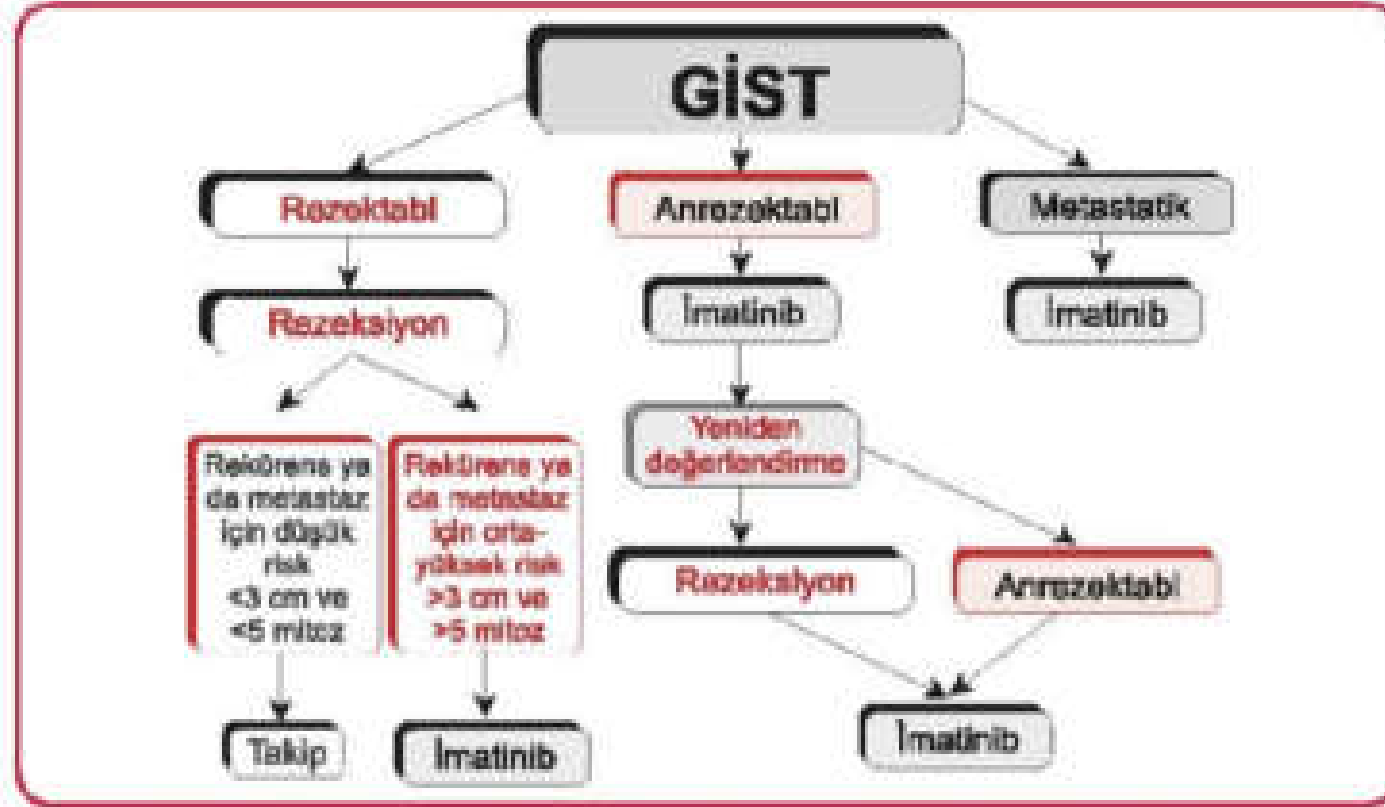 GİST
Rezektabl
Anrezektabl
Metastatik
Rezeksiyon
İmatinib
İmatinib
Yeniden
değerlendirme
Rekürens ya
da metastaz
için düşük
risk
<3 cm ve
<5 mitoz
Rekürens ya
da metastaz
için orta-
yüksek risk
>3 cm ve
>5 mitoz
Rezeksiyon
Anrezektabl
Takip
İmatinib
İmatinib